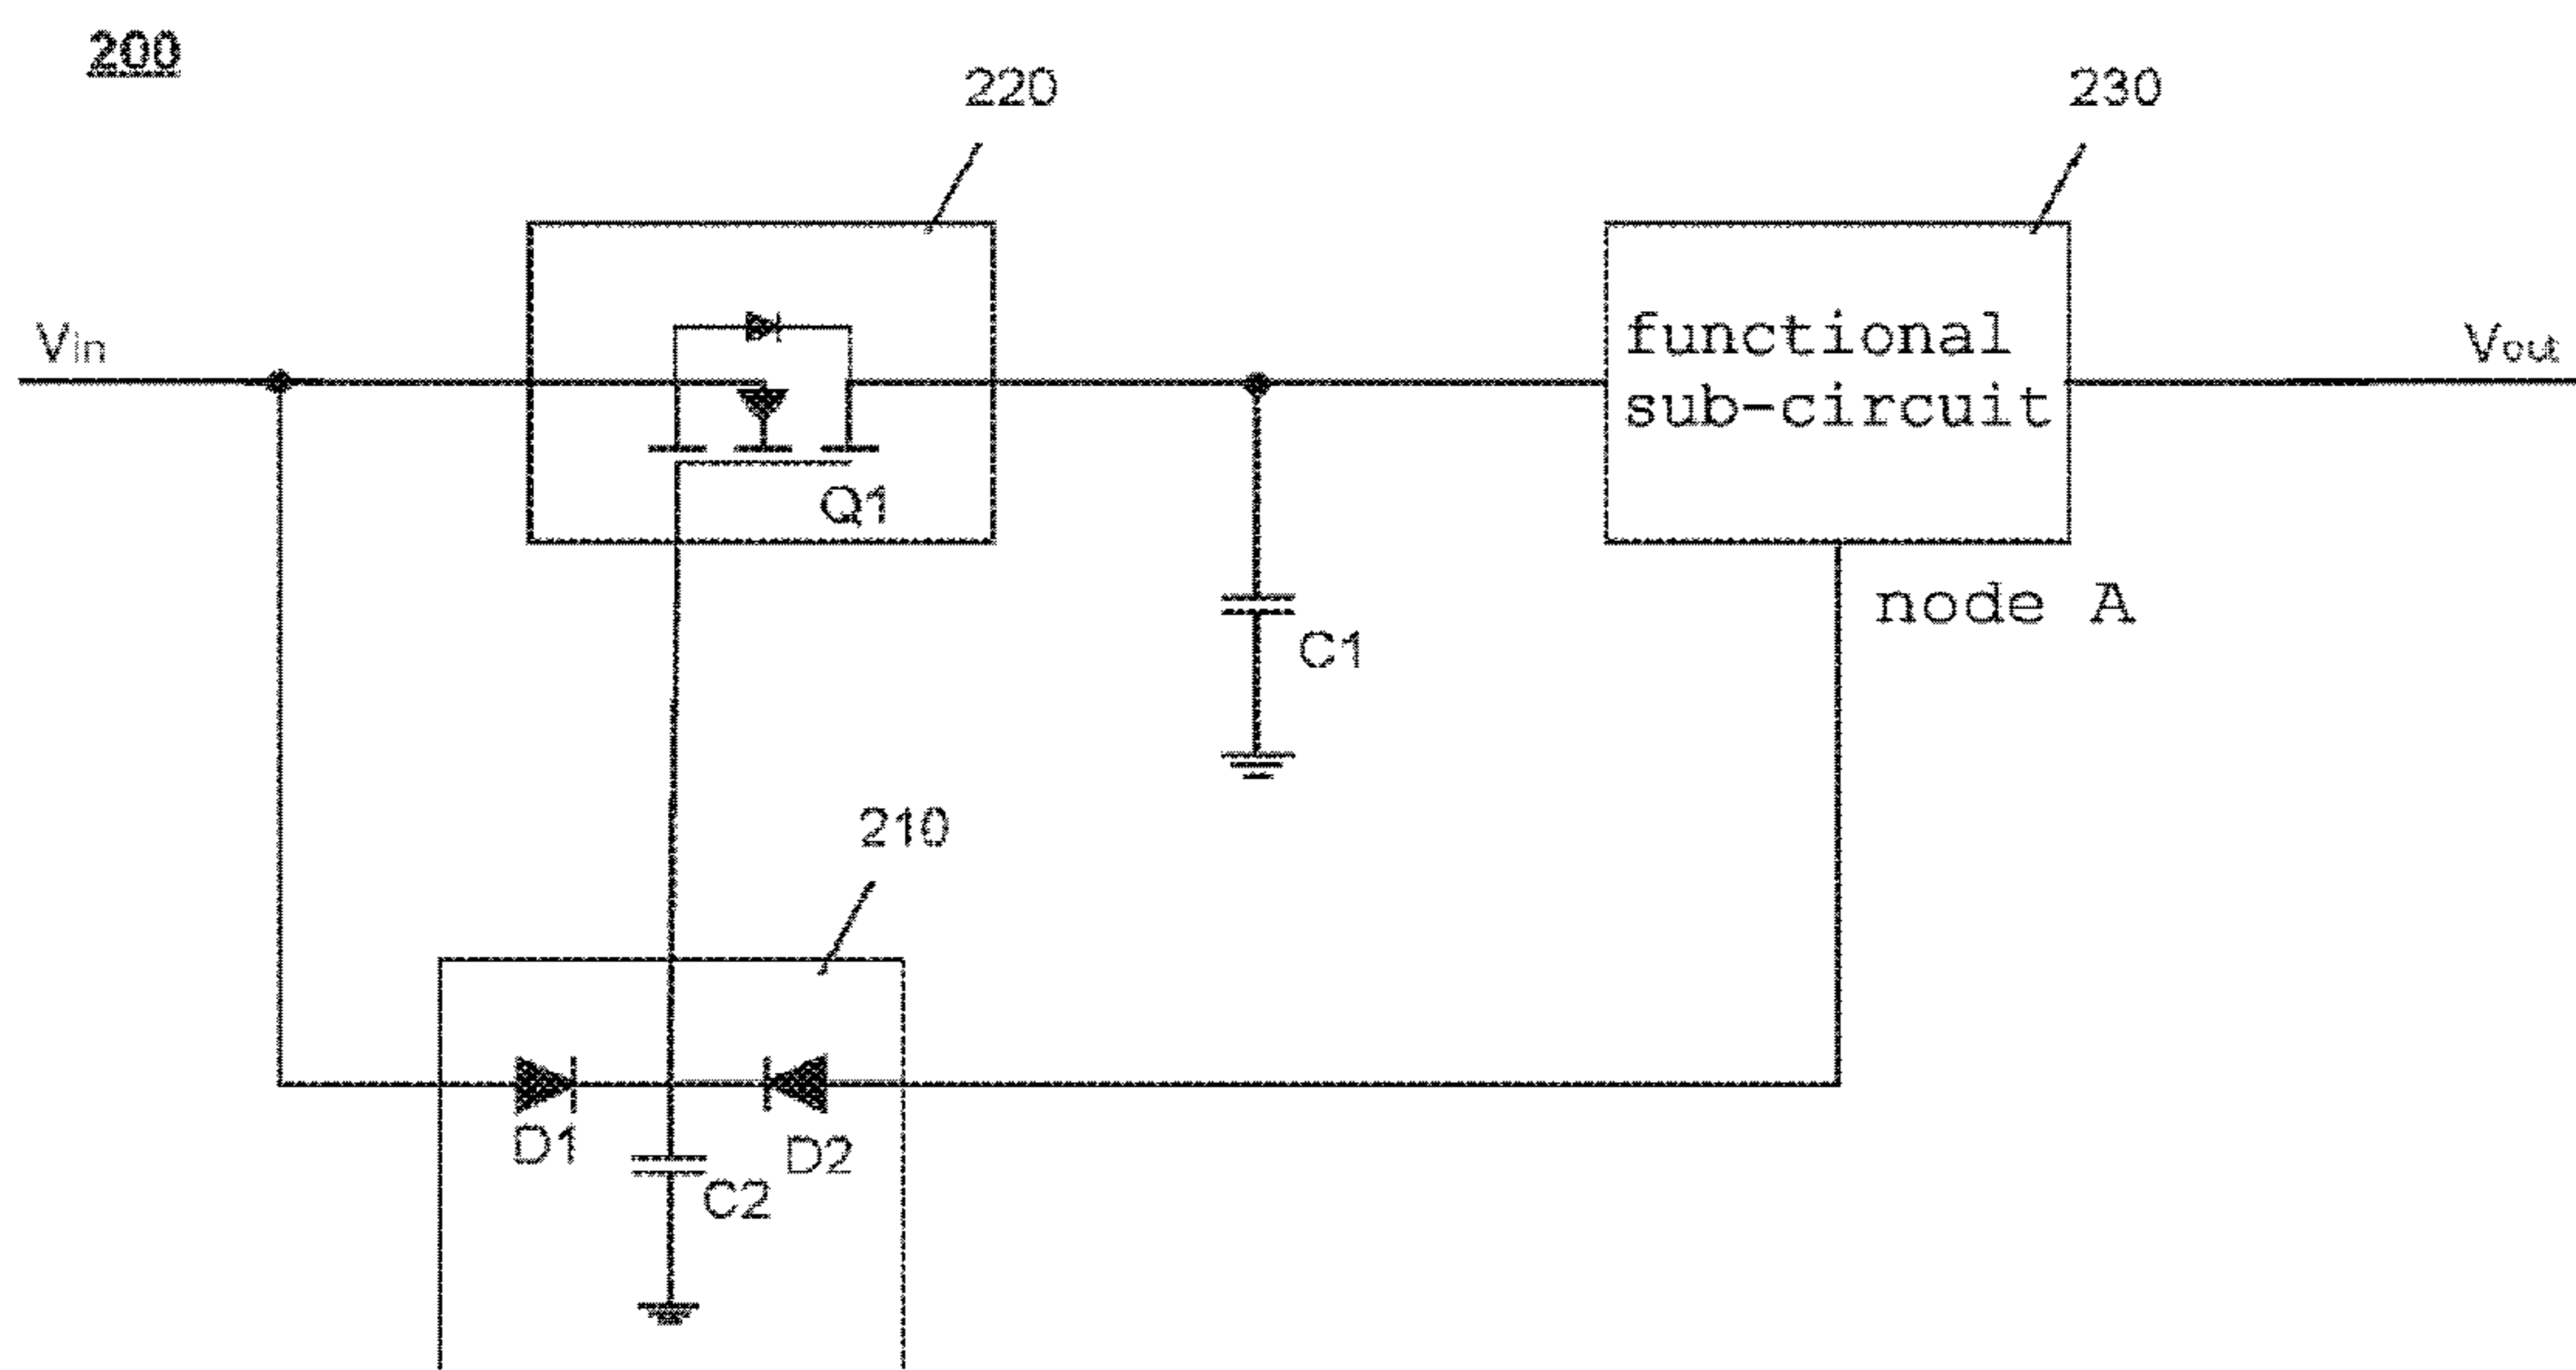 200
220
230
Vin
functional
sub-circuit
Vout
Q1
node A
C1
210
D1
D2
C2